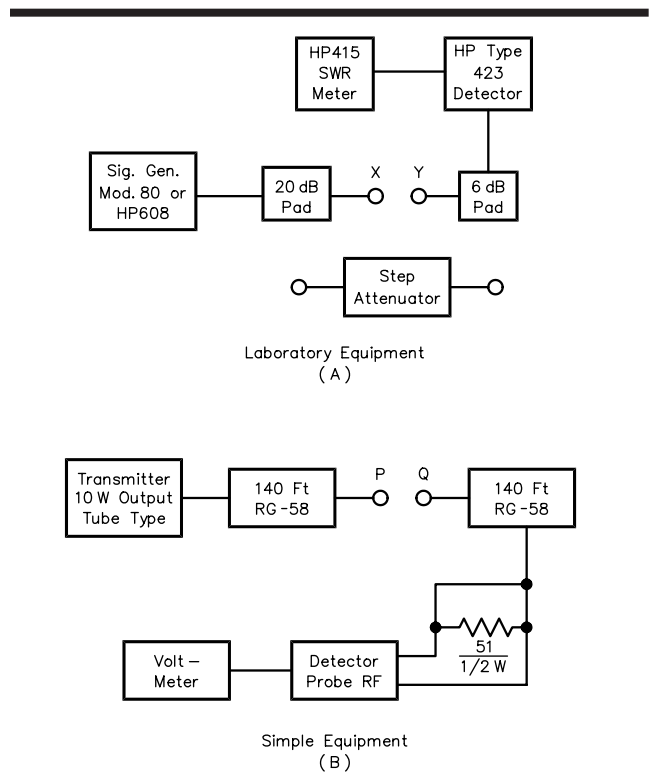 HP415
SWR
Meter
HP Type
423
Detector
Sig. Gen.
Mod. 80 or
HP608
20 dB
Pad
X
Y
6 dB
Pad
Step
Attenuator
Laboratory Equipment
(A)
Transmitter
10 W Output
Tube Type
140 Ft
RG-58
P
Q
140 Ft
RG-58
51
1/2 W
Volt-
Meter
Detector
Probe RF
Simple Equipment
(B)